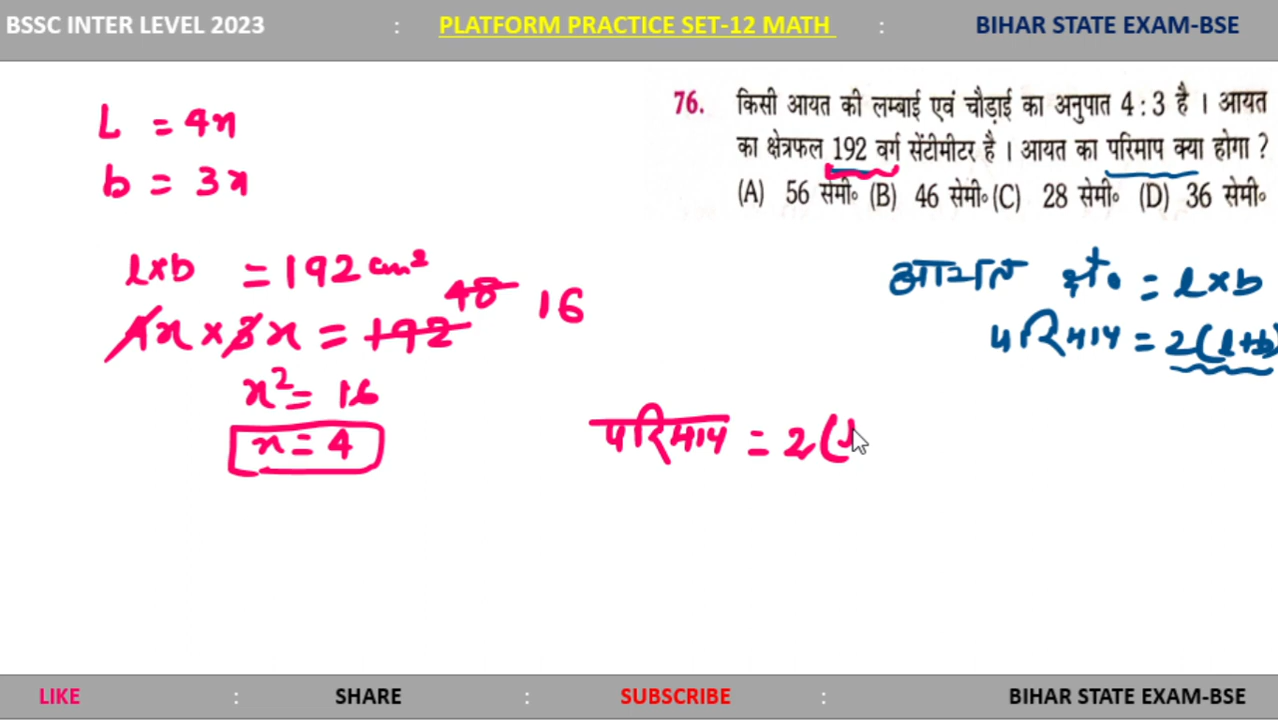 BSSC INTER LEVEL 2023 : PLATFORM PRACTICE SET-12 MATH : BIHAR STATE EXAM-BSE
76. किसी आयत की लम्बाई एवं चौड़ाई का अनुपात 4 : 3 है । आयत
का क्षेत्रफल 192 वर्ग सेंटीमीटर है । आयत का परिमाप क्या होगा ?
(A) 56 सेमी॰ (B) 46 सेमी॰ (C) 28 सेमी॰ (D) 36 सेमी॰
L = 4x
b = 3x
l×b = 192 cm²
4x × 3x = 192 48 16
x² = 16
x = 4
आयत क्षे० = l×b
परिमाप = 2(l+b)
परिमाप = 2(
LIKE : SHARE : SUBSCRIBE : BIHAR STATE EXAM-BSE